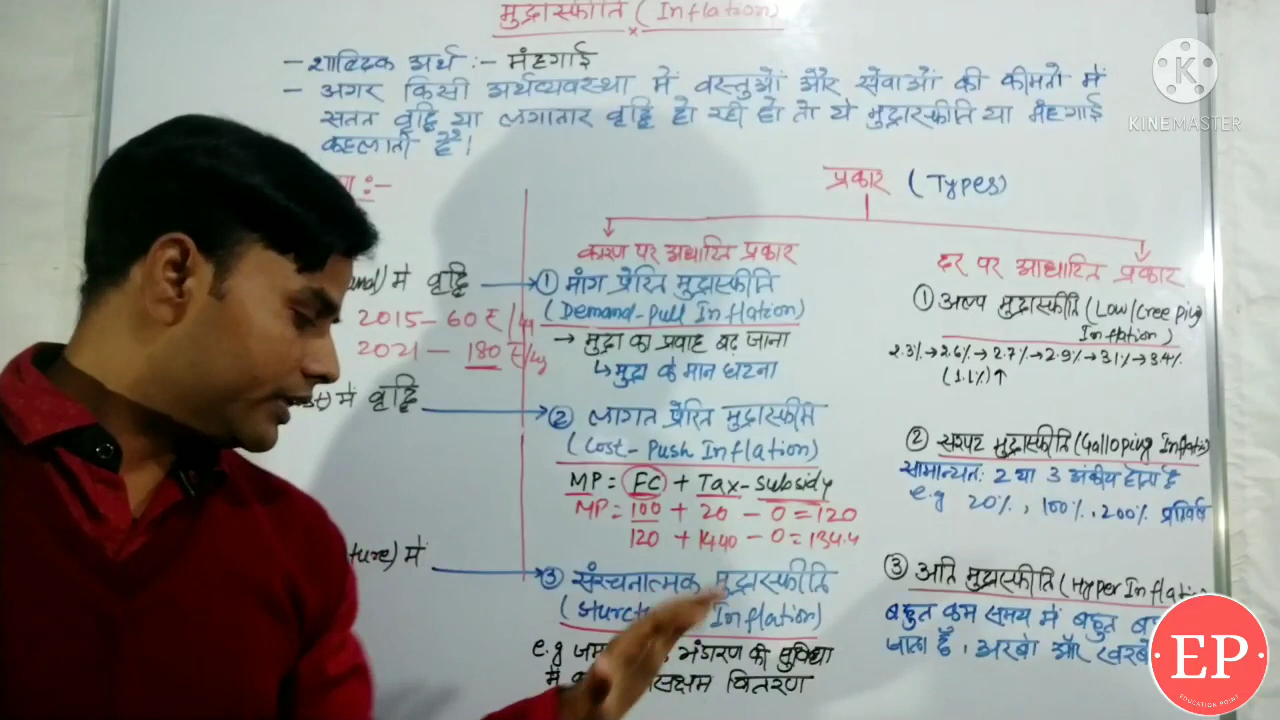 मुद्रास्फीति (Inflation)
- शाब्दिक अर्थ :- मंहगाई
- अगर किसी अर्थव्यवस्था में वस्तुओं और सेवाओं की कीमतो में
सतत वृद्धि या लगातार वृद्धि हो रही हो तो ये मुद्रास्फीति या मंहगाई
कहलाती है।
:-
में वृद्धि
2015 - 60 ₹/kg
2021 - 180 ₹/kg
में वृद्धि
में
प्रकार (Types)
कारण पर आधारित प्रकार
① मांग प्रेरित मुद्रास्फीति
(Demand-Pull Inflation)
→ मुद्रा का प्रवाह बढ़ जाना
↳ मुद्रा के मान घटना
② लागत प्रेरित मुद्रास्फीति
(Cost-Push Inflation)
MP = FC + Tax - Subsidy
MP = 100 + 20 - 0 = 120
120 + 14.40 - 0 = 134.4
③ संरचनात्मक मुद्रास्फीति
Inflation)
e.g भंडारण की सुविधा
में वितरण
दर पर आधारित प्रकार
① अल्प मुद्रास्फीति (Low/Creeping
Inflation)
2.3% → 2.6% → 2.7% → 2.9% → 3.1% → 3.4%
(1.1%) ↑
② सरपट मुद्रास्फीति (Galloping Inflati
सामान्यत: 2 या 3 अंकीय होता है
e.g 20%, 100%, 200% प्रतिवर्ष
③ अति मुद्रास्फीति (Hyper Inflation
बहुत कम समय में बहुत
जाता है। अरबो और
KINEMASTER
EP
EDUCATION POINT